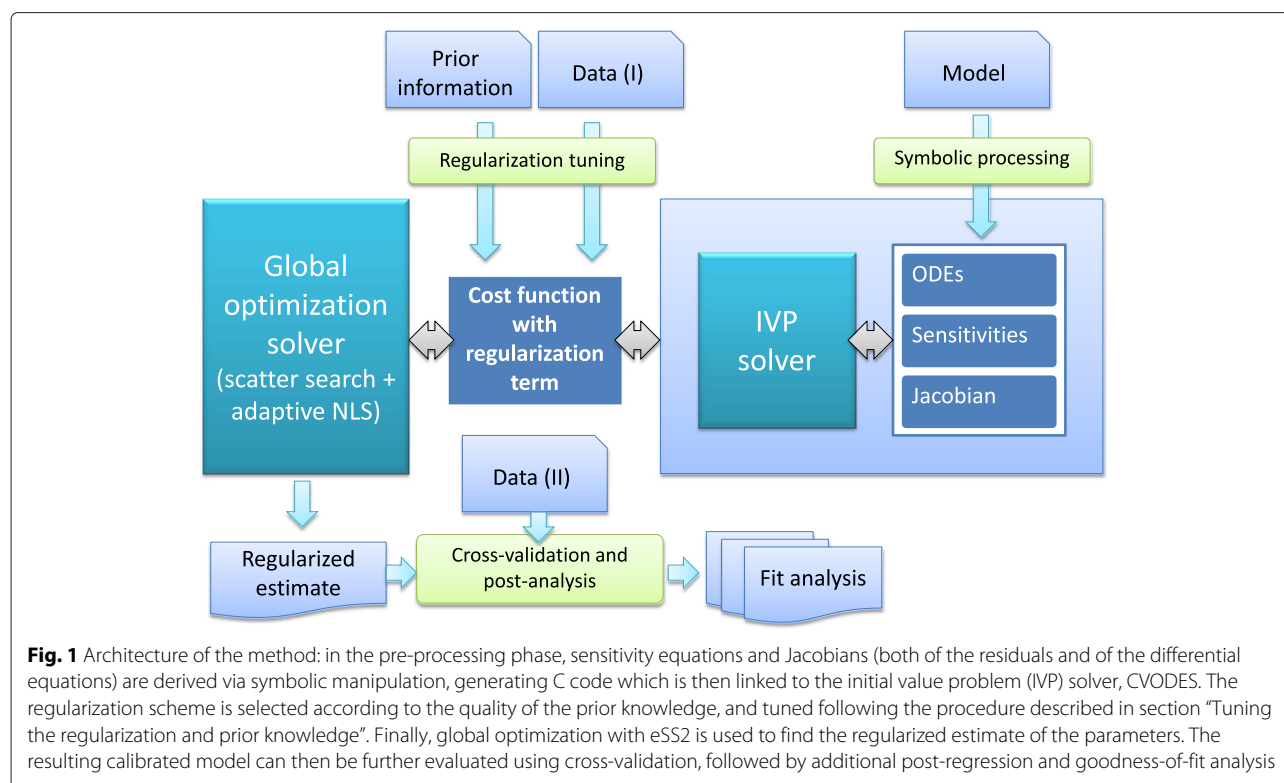 Prior
information
Data (I)
Model
Regularization tuning
Symbolic processing
Global
optimization
solver
(scatter search +
adaptive NLS)
Cost function
with
regularization
term
IVP
solver
ODEs
Sensitivities
Jacobian
Data (II)
Regularized
estimate
Cross-validation and
post-analysis
Fit analysis
Fig. 1 Architecture of the method: in the pre-processing phase, sensitivity equations and Jacobians (both of the residuals and of the differential
equations) are derived via symbolic manipulation, generating C code which is then linked to the initial value problem (IVP) solver, CVODES. The
regularization scheme is selected according to the quality of the prior knowledge, and tuned following the procedure described in section “Tuning
the regularization and prior knowledge”. Finally, global optimization with eSS2 is used to find the regularized estimate of the parameters. The
resulting calibrated model can then be further evaluated using cross-validation, followed by additional post-regression and goodness-of-fit analysis